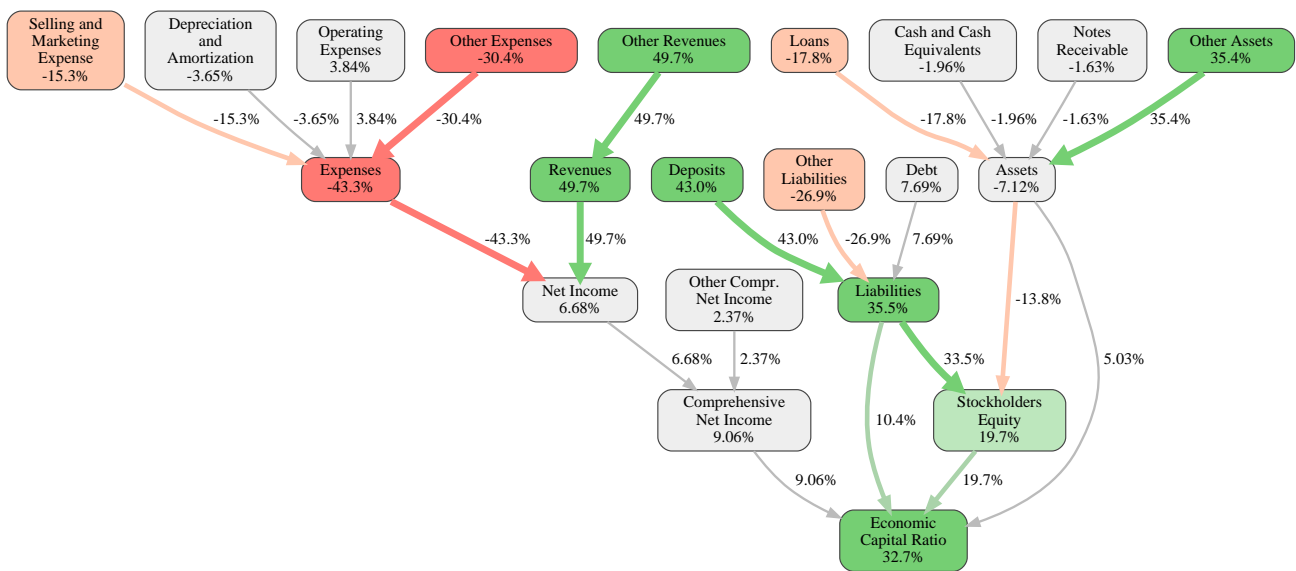 Selling and
Marketing
Expense
-15.3%
Depreciation
and
Amortization
-3.65%
Operating
Expenses
3.84%
Other Expenses
-30.4%
Other Revenues
49.7%
Loans
-17.8%
Cash and Cash
Equivalents
-1.96%
Notes
Receivable
-1.63%
Other Assets
35.4%
-15.3%
-3.65%
3.84%
-30.4%
49.7%
-17.8%
-1.96%
-1.63%
35.4%
Expenses
-43.3%
Revenues
49.7%
Deposits
43.0%
Other
Liabilities
-26.9%
Debt
7.69%
Assets
-7.12%
-43.3%
49.7%
43.0%
-26.9%
7.69%
Net Income
6.68%
Other Compr.
Net Income
2.37%
Liabilities
35.5%
-13.8%
6.68%
2.37%
33.5%
5.03%
Comprehensive
Net Income
9.06%
10.4%
Stockholders
Equity
19.7%
9.06%
19.7%
Economic
Capital Ratio
32.7%